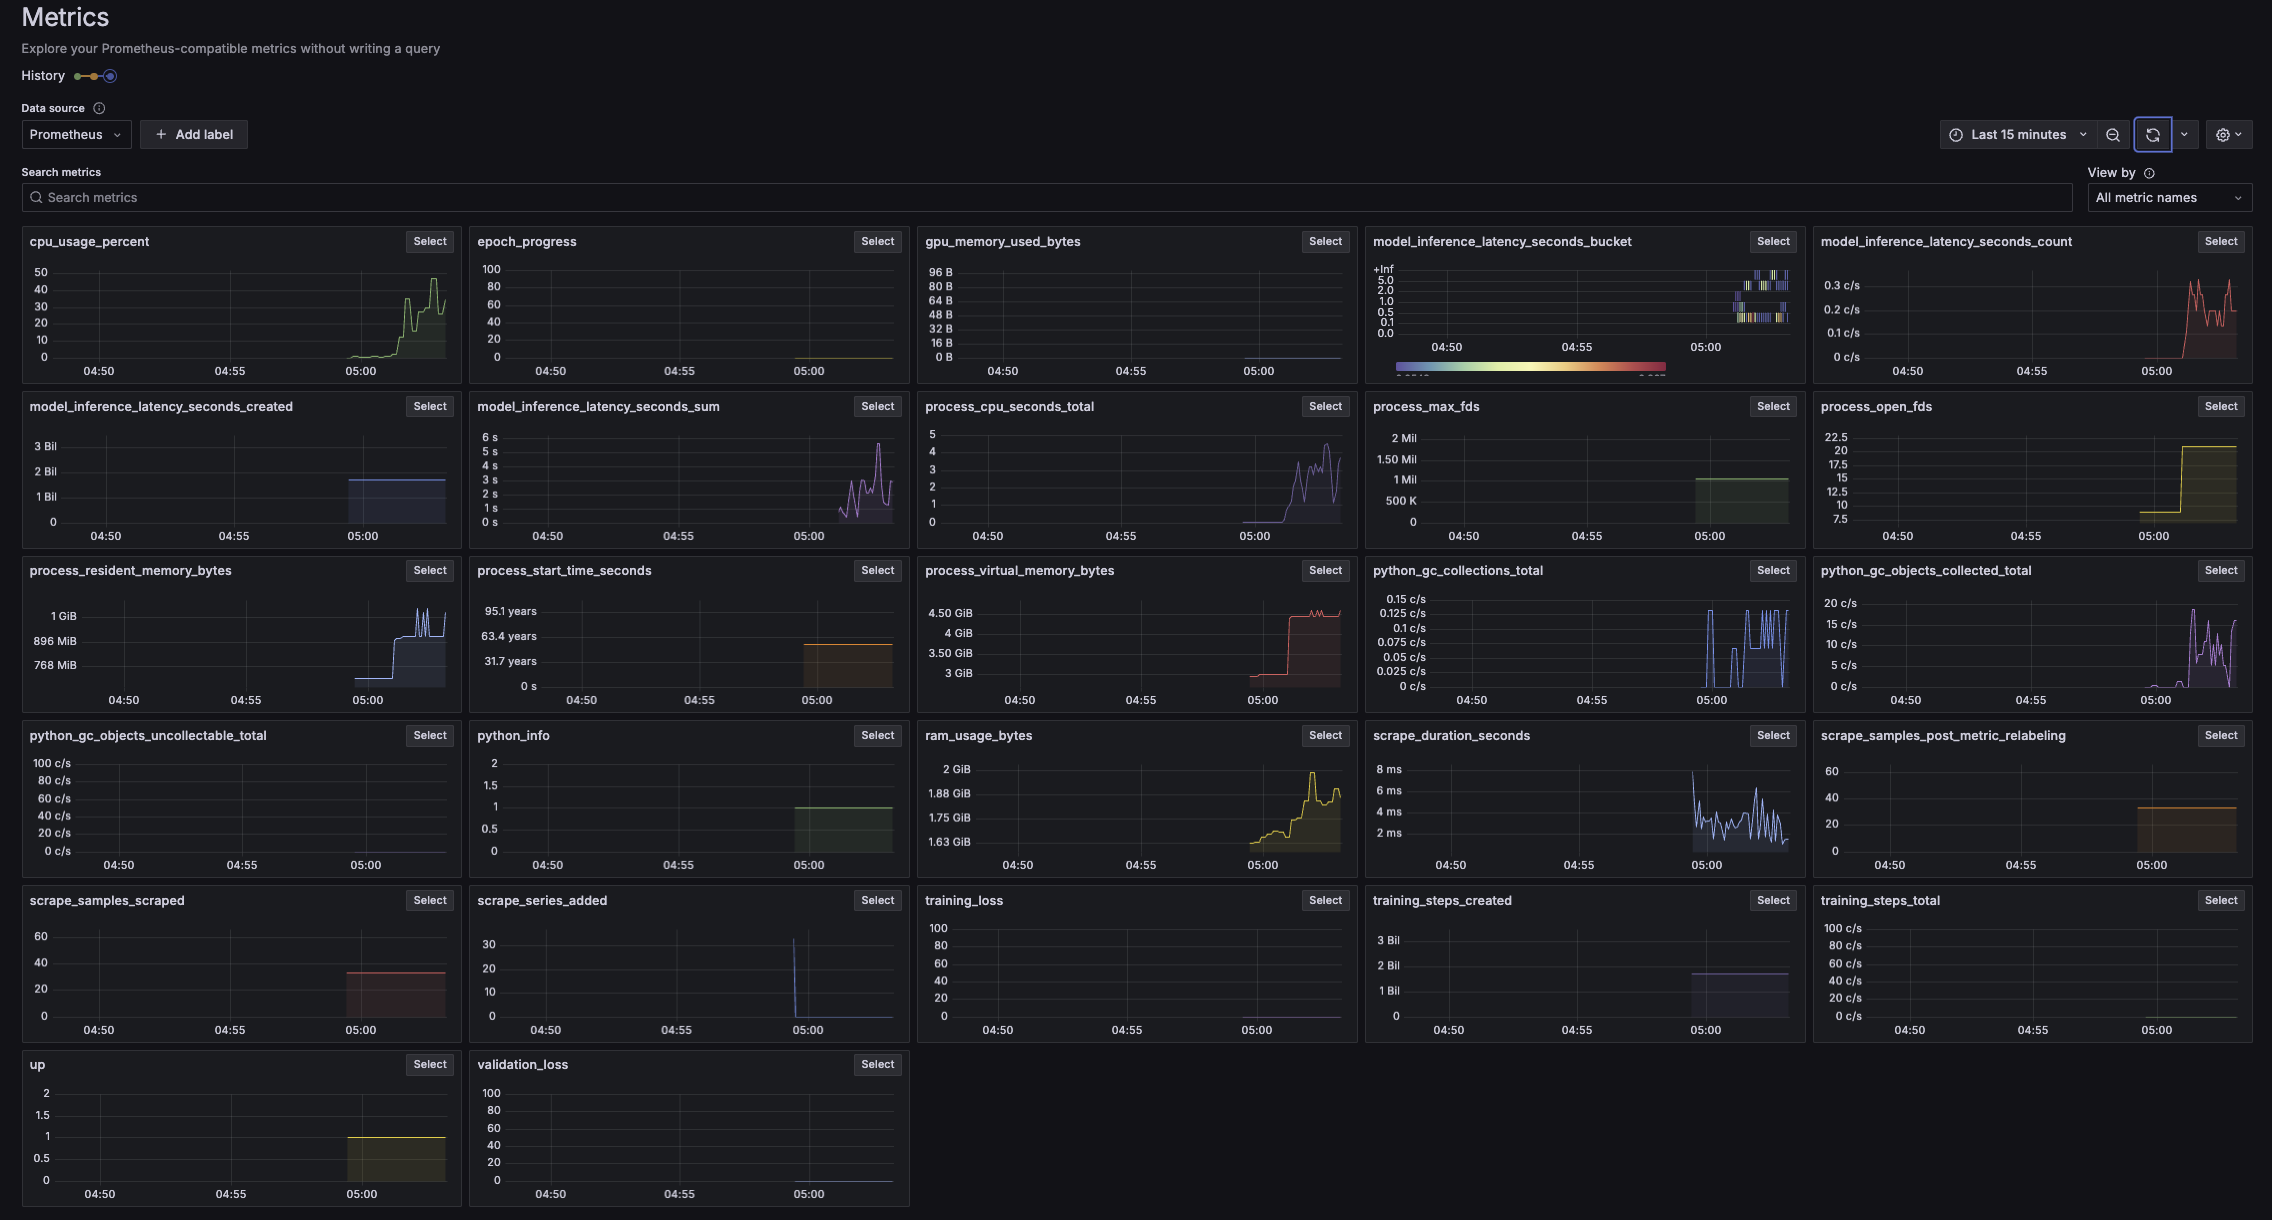 Metrics
Explore your Prometheus-compatible metrics without writing a query
History
Data source
Prometheus
+ Add label
Last 15 minutes
Search metrics
View by
Search metrics
All metric names
cpu_usage_percent
Select
50
40
30
20
10
0
04:50
04:55
05:00
epoch_progress
Select
100
80
60
40
20
0
04:50
04:55
05:00
gpu_memory_used_bytes
Select
96 B
80 B
64 B
48 B
32 B
16 B
0 B
04:50
04:55
05:00
model_inference_latency_seconds_bucket
Select
+Inf
5.0
2.0
1.0
0.5
0.1
0.0
04:50
04:55
05:00
model_inference_latency_seconds_count
Select
0.3 c/s
0.2 c/s
0.1 c/s
0 c/s
04:50
04:55
05:00
model_inference_latency_seconds_created
Select
3 Bil
2 Bil
1 Bil
0
04:50
04:55
05:00
model_inference_latency_seconds_sum
Select
6 s
5 s
4 s
3 s
2 s
1 s
0 s
04:50
04:55
05:00
process_cpu_seconds_total
Select
5
4
3
2
1
0
04:50
04:55
05:00
process_max_fds
Select
2 Mil
1.50 Mil
1 Mil
500 K
0
04:50
04:55
05:00
process_open_fds
Select
22.5
20
17.5
15
12.5
10
7.5
04:50
04:55
05:00
process_resident_memory_bytes
Select
1 GiB
896 MiB
768 MiB
04:50
04:55
05:00
process_start_time_seconds
Select
95.1 years
63.4 years
31.7 years
0 s
04:50
04:55
05:00
process_virtual_memory_bytes
Select
4.50 GiB
4 GiB
3.50 GiB
3 GiB
04:50
04:55
05:00
python_gc_collections_total
Select
0.15 c/s
0.125 c/s
0.1 c/s
0.075 c/s
0.05 c/s
0.025 c/s
0 c/s
04:50
04:55
05:00
python_gc_objects_collected_total
Select
20 c/s
15 c/s
10 c/s
5 c/s
0 c/s
04:50
04:55
05:00
python_gc_objects_uncollectable_total
Select
100 c/s
80 c/s
60 c/s
40 c/s
20 c/s
0 c/s
04:50
04:55
05:00
python_info
Select
2
1.5
1
0.5
0
04:50
04:55
05:00
ram_usage_bytes
Select
2 GiB
1.88 GiB
1.75 GiB
1.63 GiB
04:50
04:55
05:00
scrape_duration_seconds
Select
8 ms
6 ms
4 ms
2 ms
04:50
04:55
05:00
scrape_samples_post_metric_relabeling
Select
60
40
20
0
04:50
04:55
05:00
scrape_samples_scraped
Select
60
40
20
0
04:50
04:55
05:00
scrape_series_added
Select
30
20
10
0
04:50
04:55
05:00
training_loss
Select
100
80
60
40
20
0
04:50
04:55
05:00
training_steps_created
Select
3 Bil
2 Bil
1 Bil
0
04:50
04:55
05:00
training_steps_total
Select
100 c/s
80 c/s
60 c/s
40 c/s
20 c/s
0 c/s
04:50
04:55
05:00
up
Select
2
1.5
1
0.5
0
04:50
04:55
05:00
validation_loss
Select
100
80
60
40
20
0
04:50
04:55
05:00